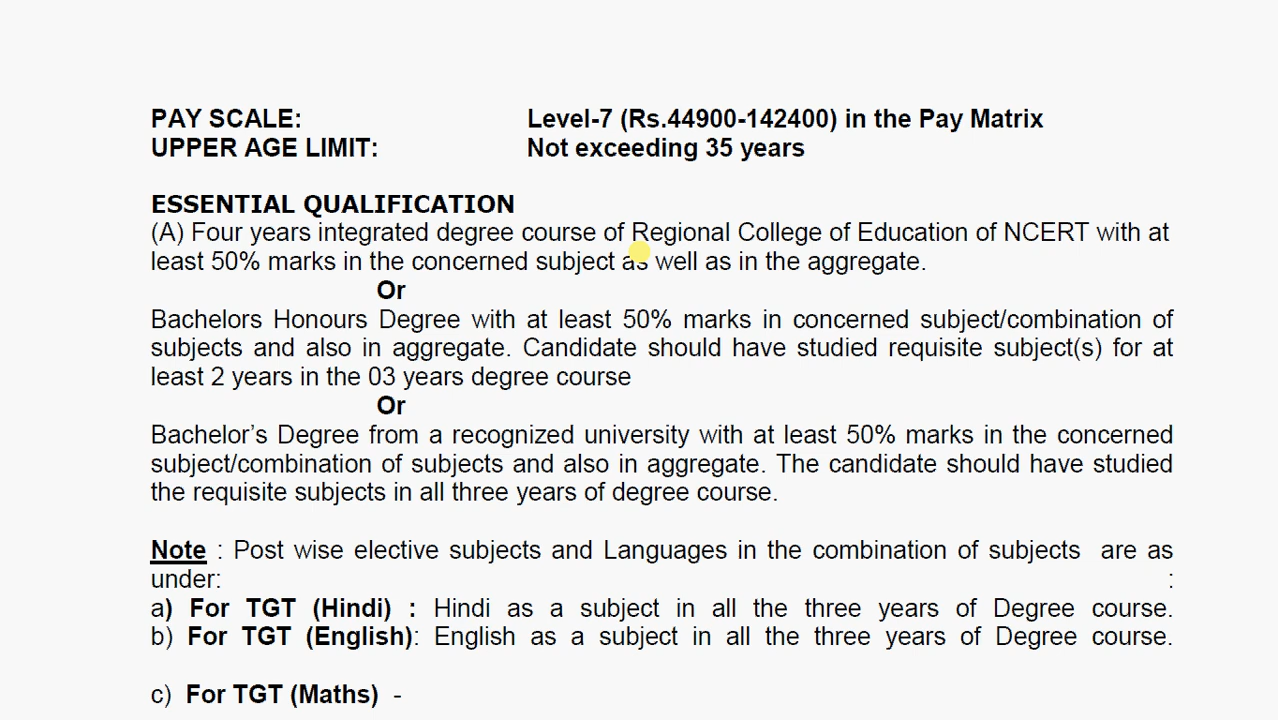 PAY SCALE: Level-7 (Rs.44900-142400) in the Pay Matrix
UPPER AGE LIMIT: Not exceeding 35 years
ESSENTIAL QUALIFICATION
(A) Four years integrated degree course of Regional College of Education of NCERT with at
least 50% marks in the concerned subject as well as in the aggregate.
Or
Bachelors Honours Degree with at least 50% marks in concerned subject/combination of
subjects and also in aggregate. Candidate should have studied requisite subject(s) for at
least 2 years in the 03 years degree course
Or
Bachelor’s Degree from a recognized university with at least 50% marks in the concerned
subject/combination of subjects and also in aggregate. The candidate should have studied
the requisite subjects in all three years of degree course.
Note : Post wise elective subjects and Languages in the combination of subjects are as
under: :
a) For TGT (Hindi) : Hindi as a subject in all the three years of Degree course.
b) For TGT (English): English as a subject in all the three years of Degree course.
c) For TGT (Maths) -